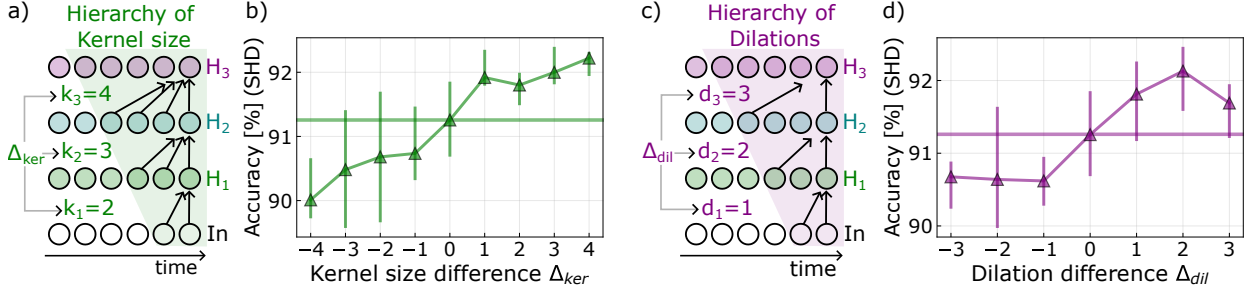 a)
Hierarchy of
Kernel size
H3
k3=4
H2
Δker
k2=3
H1
k1=2
In
time
b)
Accuracy [%] (SHD)
92
91
90
−4 −3 −2 −1 0 1 2 3 4
Kernel size difference Δker
c)
Hierarchy of
Dilations
H3
d3=3
H2
Δdil
d2=2
H1
d1=1
In
time
d)
Accuracy [%] (SHD)
92
91
90
−3 −2 −1 0 1 2 3
Dilation difference Δdil